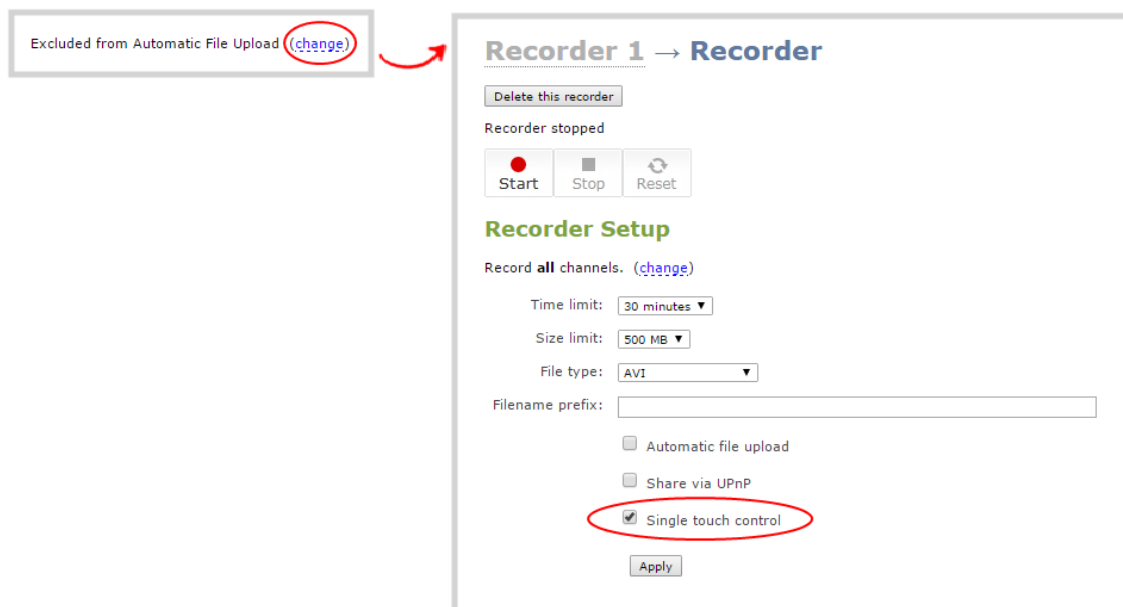 Excluded from Automatic File Upload (change)
Recorder 1 → Recorder
Delete this recorder
Recorder stopped
Start Stop Reset
Recorder Setup
Record all channels. (change)
Time limit: 30 minutes ▼
Size limit: 500 MB ▼
File type: AVI ▼
Filename prefix:
Automatic file upload
Share via UPnP
Single touch control
Apply